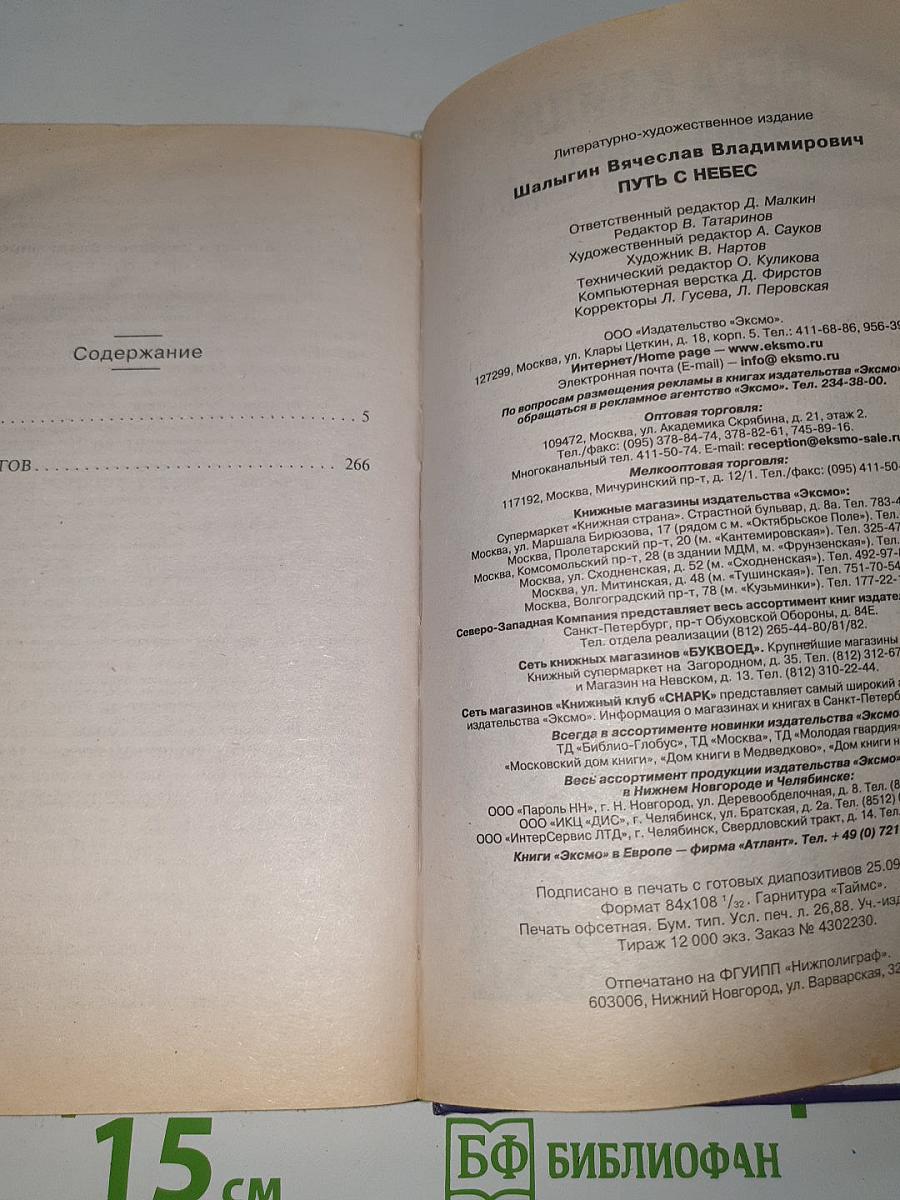 Содержание
5
ГОВ 266
Литературно-художественное издание
Шалыгин Вячеслав Владимирович
ПУТЬ С НЕБЕС
Ответственный редактор Д. Малкин
Редактор В. Татаринов
Художественный редактор А. Сауков
Художник В. Нартов
Технический редактор О. Куликова
Компьютерная верстка Д. Фирстов
Корректоры Л. Гусева, Л. Перовская
ООО «Издательство «Эксмо».
127299, Москва, ул. Клары Цеткин, д. 18, корп. 5. Тел.: 411-68-86, 956-39
Интернет/Home page — www.eksmo.ru
Электронная почта (E-mail) — info@ eksmo.ru
По вопросам размещения рекламы в книгах издательства «Эксмо»
обращаться в рекламное агентство «Эксмо». Тел. 234-38-00.
Оптовая торговля:
109472, Москва, ул. Академика Скрябина, д. 21, этаж 2.
Тел./факс: (095) 378-84-74, 378-82-61, 745-89-16.
Многоканальный тел. 411-50-74. E-mail: reception@eksmo-sale.ru
Мелкооптовая торговля:
117192, Москва, Мичуринский пр-т, д. 12/1. Тел./факс: (095) 411-50-
Книжные магазины издательства «Эксмо»:
Супермаркет «Книжная страна». Страстной бульвар, д. 8а. Тел. 783-4
Москва, ул. Маршала Бирюзова, 17 (рядом с м. «Октябрьское Поле»). Тел.
Москва, Пролетарский пр-т, 20 (м. «Кантемировская»). Тел. 325-47
Москва, Комсомольский пр-т, 28 (в здании МДМ, м. «Фрунзенская»). Тел.
Москва, ул. Сходненская, д. 52 (м. «Сходненская»). Тел. 492-97-
Москва, ул. Митинская, д. 48 (м. «Тушинская»). Тел. 751-70-54
Москва, Волгоградский пр-т, 78 (м. «Кузьминки»). Тел. 177-22-1
Северо-Западная Компания представляет весь ассортимент книг издател
Санкт-Петербург, пр-т Обуховской Обороны, д. 84Е.
Тел. отдела реализации (812) 265-44-80/81/82.
Сеть книжных магазинов «БУКВОЕД». Крупнейшие магазины
Книжный супермаркет на Загородном, д. 35. Тел. (812) 312-67
и Магазин на Невском, д. 13. Тел. (812) 310-22-44.
Сеть магазинов «Книжный клуб «СНАРК» представляет самый широкий а
издательства «Эксмо». Информация о магазинах и книгах в Санкт-Петерб
Всегда в ассортименте новинки издательства «Эксмо
ТД «Библио-Глобус», ТД «Москва», ТД «Молодая гвардия»
«Московский дом книги», «Дом книги в Медведково», «Дом книги н
Весь ассортимент продукции издательства «Эксмо»
в Нижнем Новгороде и Челябинске:
ООО «Пароль НН», г. Н. Новгород, ул. Деревообделочная, д. 8. Тел. (8
ООО «ИКЦ «ДИС», г. Челябинск, ул. Братская, д. 2а. Тел. (8512)
ООО «ИнтерСервис ЛТД», г. Челябинск, Свердловский тракт, д. 14. Тел.
Книги «Эксмо» в Европе — фирма «Атлант». Тел. + 49 (0) 721
Подписано в печать с готовых диапозитивов 25.09
Формат 84x108 1/32. Гарнитура «Таймс».
Печать офсетная. Бум. тип. Усл. печ. л. 26,88. Уч.-изд
Тираж 12 000 экз. Заказ № 4302230.
Отпечатано на ФГУИПП «Нижполиграф».
603006, Нижний Новгород, ул. Варварская, 32
15 см
БФ БИБЛИОФАН